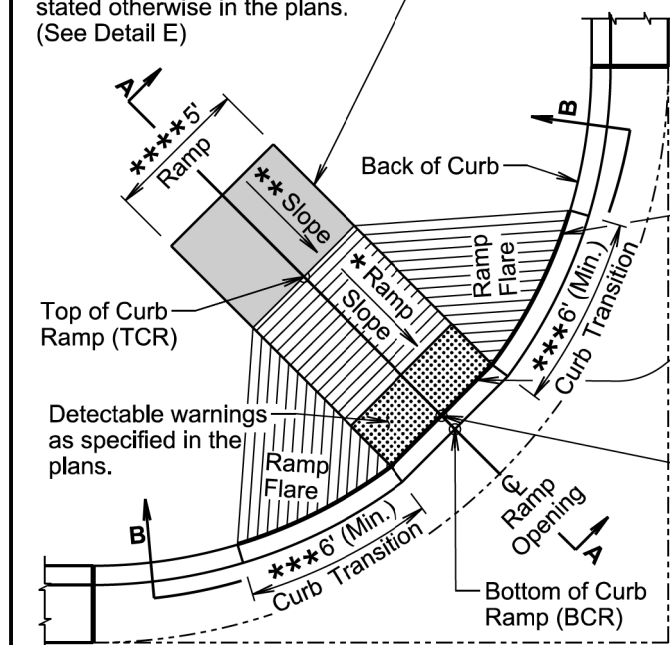 stated otherwise in the plans.
(See Detail E)
A
B
****5'
Ramp
Back of Curb
** Slope
Ramp
Flare
* Ramp
Slope
***6' (Min.)
Curb Transition
Top of Curb
Ramp (TCR)
Detectable warnings
as specified in the
plans.
Ramp
Flare
℄
Ramp
Opening
A
B
***6' (Min.)
Curb Transition
Bottom of Curb
Ramp (BCR)